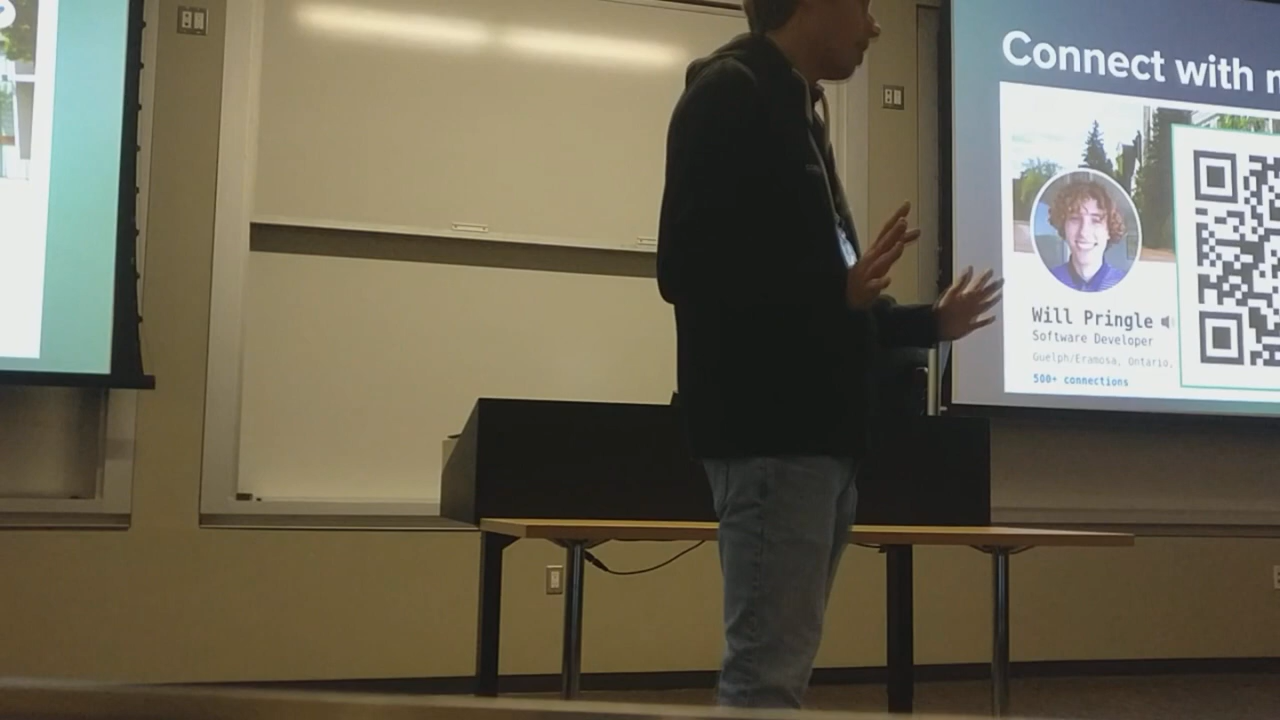 Connect with
Will Pringle
Software Developer
Guelph/Eramosa, Ontario,
500+ connections